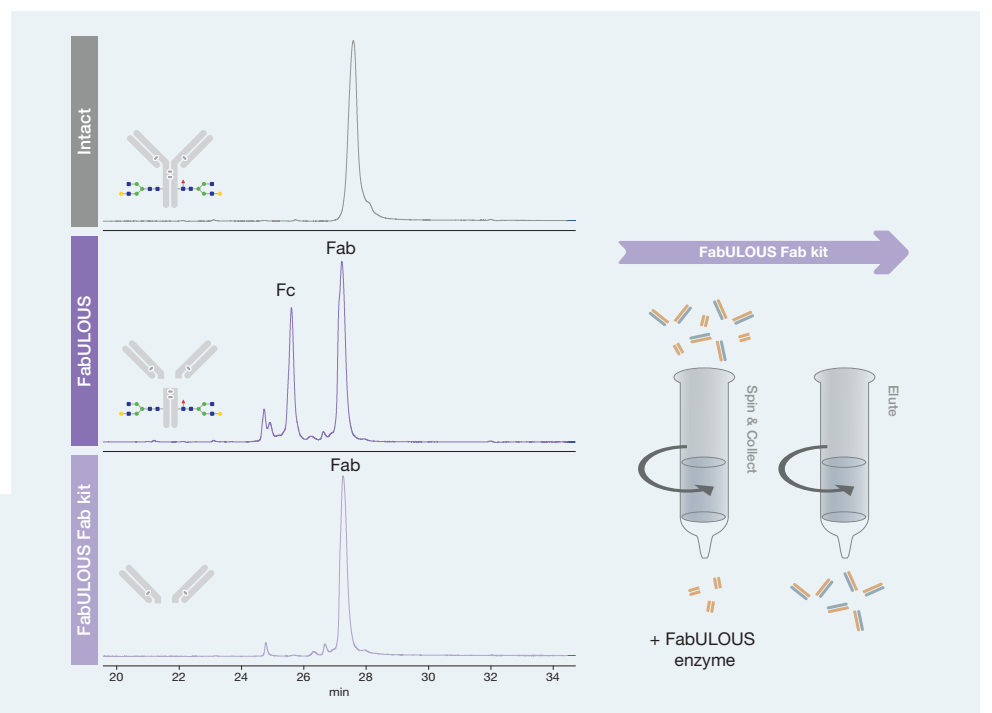 Intact
FabULOUS
Fc
Fab
FabULOUS Fab kit
Fab
20 22 24 26 28 30 32 34
min
FabULOUS Fab kit
Spin & Collect
Elute
+ FabULOUS
enzyme